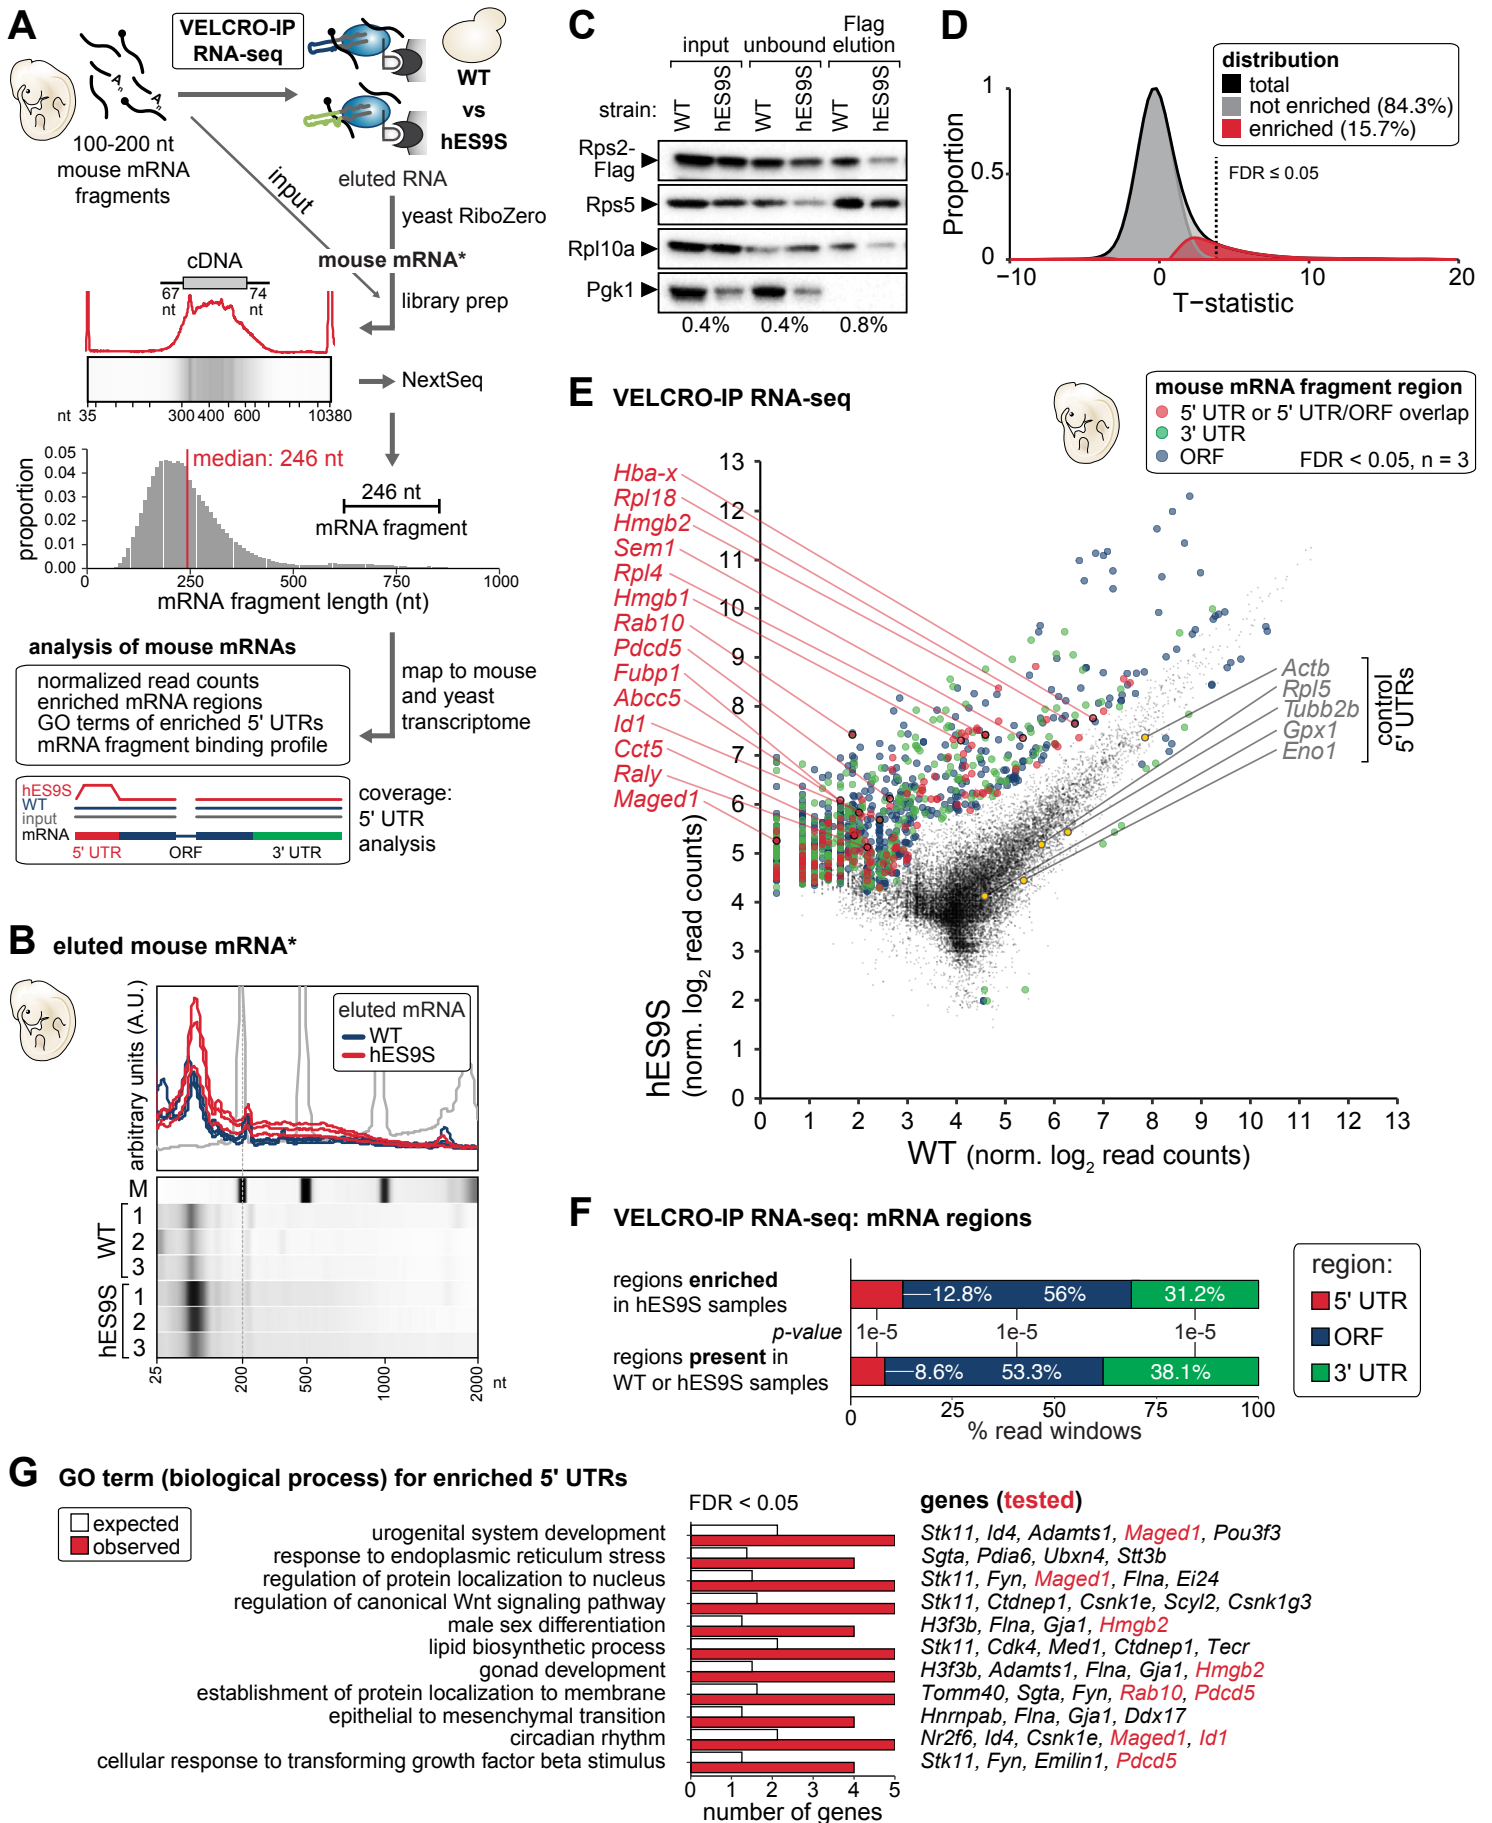 A
VELCRO-IP
RNA-seq
WT
vs
hES9S
An
An
100-200 nt
mouse mRNA
fragments
input
eluted RNA
yeast RiboZero
mouse mRNA*
library prep
cDNA
67
nt
74
nt
NextSeq
nt 35 300 400 600 10380
proportion
0.05
0.04
0.03
0.02
0.01
0.00
median: 246 nt
246 nt
mRNA fragment
0 250 500 750 1000
mRNA fragment length (nt)
map to mouse
and yeast
transcriptome
analysis of mouse mRNAs
normalized read counts
enriched mRNA regions
GO terms of enriched 5' UTRs
mRNA fragment binding profile
hES9S
WT
input
mRNA
5' UTR ORF 3' UTR
coverage:
5' UTR
analysis
B eluted mouse mRNA*
arbitrary units (A.U.)
eluted mRNA
WT
hES9S
M
WT
1
2
3
hES9S
1
2
3
25 200 500 1000 2000 nt
C
input unbound Flag
elution
strain: WT hES9S WT hES9S WT hES9S
Rps2-
Flag
Rps5
Rpl10a
Pgk1
0.4% 0.4% 0.8%
D
distribution
total
not enriched (84.3%)
enriched (15.7%)
FDR ≤ 0.05
Proportion
1
0.5
0
−10 0 10 20
T−statistic
E VELCRO-IP RNA-seq
mouse mRNA fragment region
5' UTR or 5' UTR/ORF overlap
3' UTR
ORF
FDR < 0.05, n = 3
Hba-x
Rpl18
Hmgb2
Sem1
Rpl4
Hmgb1
Rab10
Pdcd5
Fubp1
Abcc5
Id1
Cct5
Raly
Maged1
Actb
Rpl5
Tubb2b
Gpx1
Eno1
control
5' UTRs
13
12
11
10
9
8
7
6
5
4
3
2
1
0
hES9S
(norm. log2 read counts)
0 1 2 3 4 5 6 7 8 9 10 11 12 13
WT (norm. log2 read counts)
F VELCRO-IP RNA-seq: mRNA regions
regions enriched
in hES9S samples
12.8% 56% 31.2%
p-value 1e-5 1e-5 1e-5
regions present in
WT or hES9S samples
8.6% 53.3% 38.1%
0 25 50 75 100
% read windows
region:
5' UTR
ORF
3' UTR
G GO term (biological process) for enriched 5' UTRs
expected
observed
FDR < 0.05
genes (tested)
urogenital system development Stk11, Id4, Adamts1, Maged1, Pou3f3
response to endoplasmic reticulum stress Sgta, Pdia6, Ubxn4, Stt3b
regulation of protein localization to nucleus Stk11, Fyn, Maged1, Flna, Ei24
regulation of canonical Wnt signaling pathway Stk11, Ctdnep1, Csnk1e, Scyl2, Csnk1g3
male sex differentiation H3f3b, Flna, Gja1, Hmgb2
lipid biosynthetic process Stk11, Cdk4, Med1, Ctdnep1, Tecr
gonad development H3f3b, Adamts1, Flna, Gja1, Hmgb2
establishment of protein localization to membrane Tomm40, Sgta, Fyn, Rab10, Pdcd5
epithelial to mesenchymal transition Hnrnpab, Flna, Gja1, Ddx17
circadian rhythm Nr2f6, Id4, Csnk1e, Maged1, Id1
cellular response to transforming growth factor beta stimulus Stk11, Fyn, Emilin1, Pdcd5
0 1 2 3 4 5
number of genes